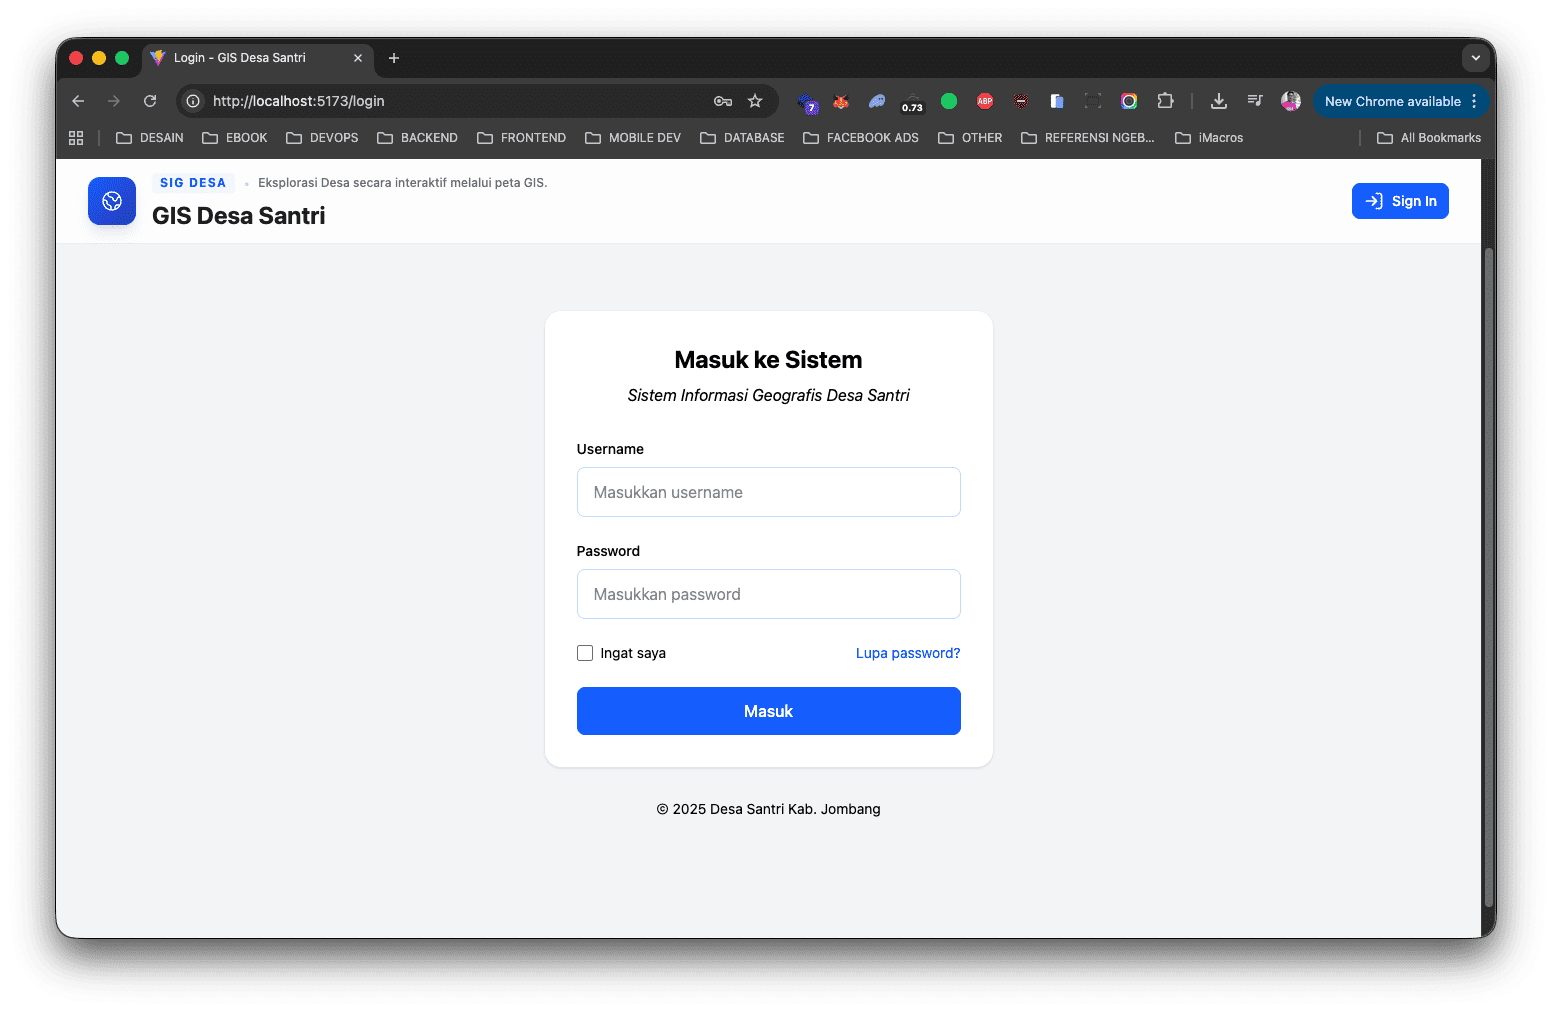 Login - GIS Desa Santri
http://localhost:5173/login
7
0.73
ABP
New Chrome available
DESAIN
EBOOK
DEVOPS
BACKEND
FRONTEND
MOBILE DEV
DATABASE
FACEBOOK ADS
OTHER
REFERENSI NGEB...
iMacros
All Bookmarks
SIG DESA
Eksplorasi Desa secara interaktif melalui peta GIS.
GIS Desa Santri
Sign In
Masuk ke Sistem
Sistem Informasi Geografis Desa Santri
Username
Masukkan username
Password
Masukkan password
Ingat saya
Lupa password?
Masuk
© 2025 Desa Santri Kab. Jombang